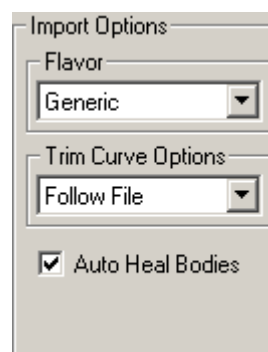 Import Options
Flavor
Generic
Trim Curve Options
Follow File
Auto Heal Bodies